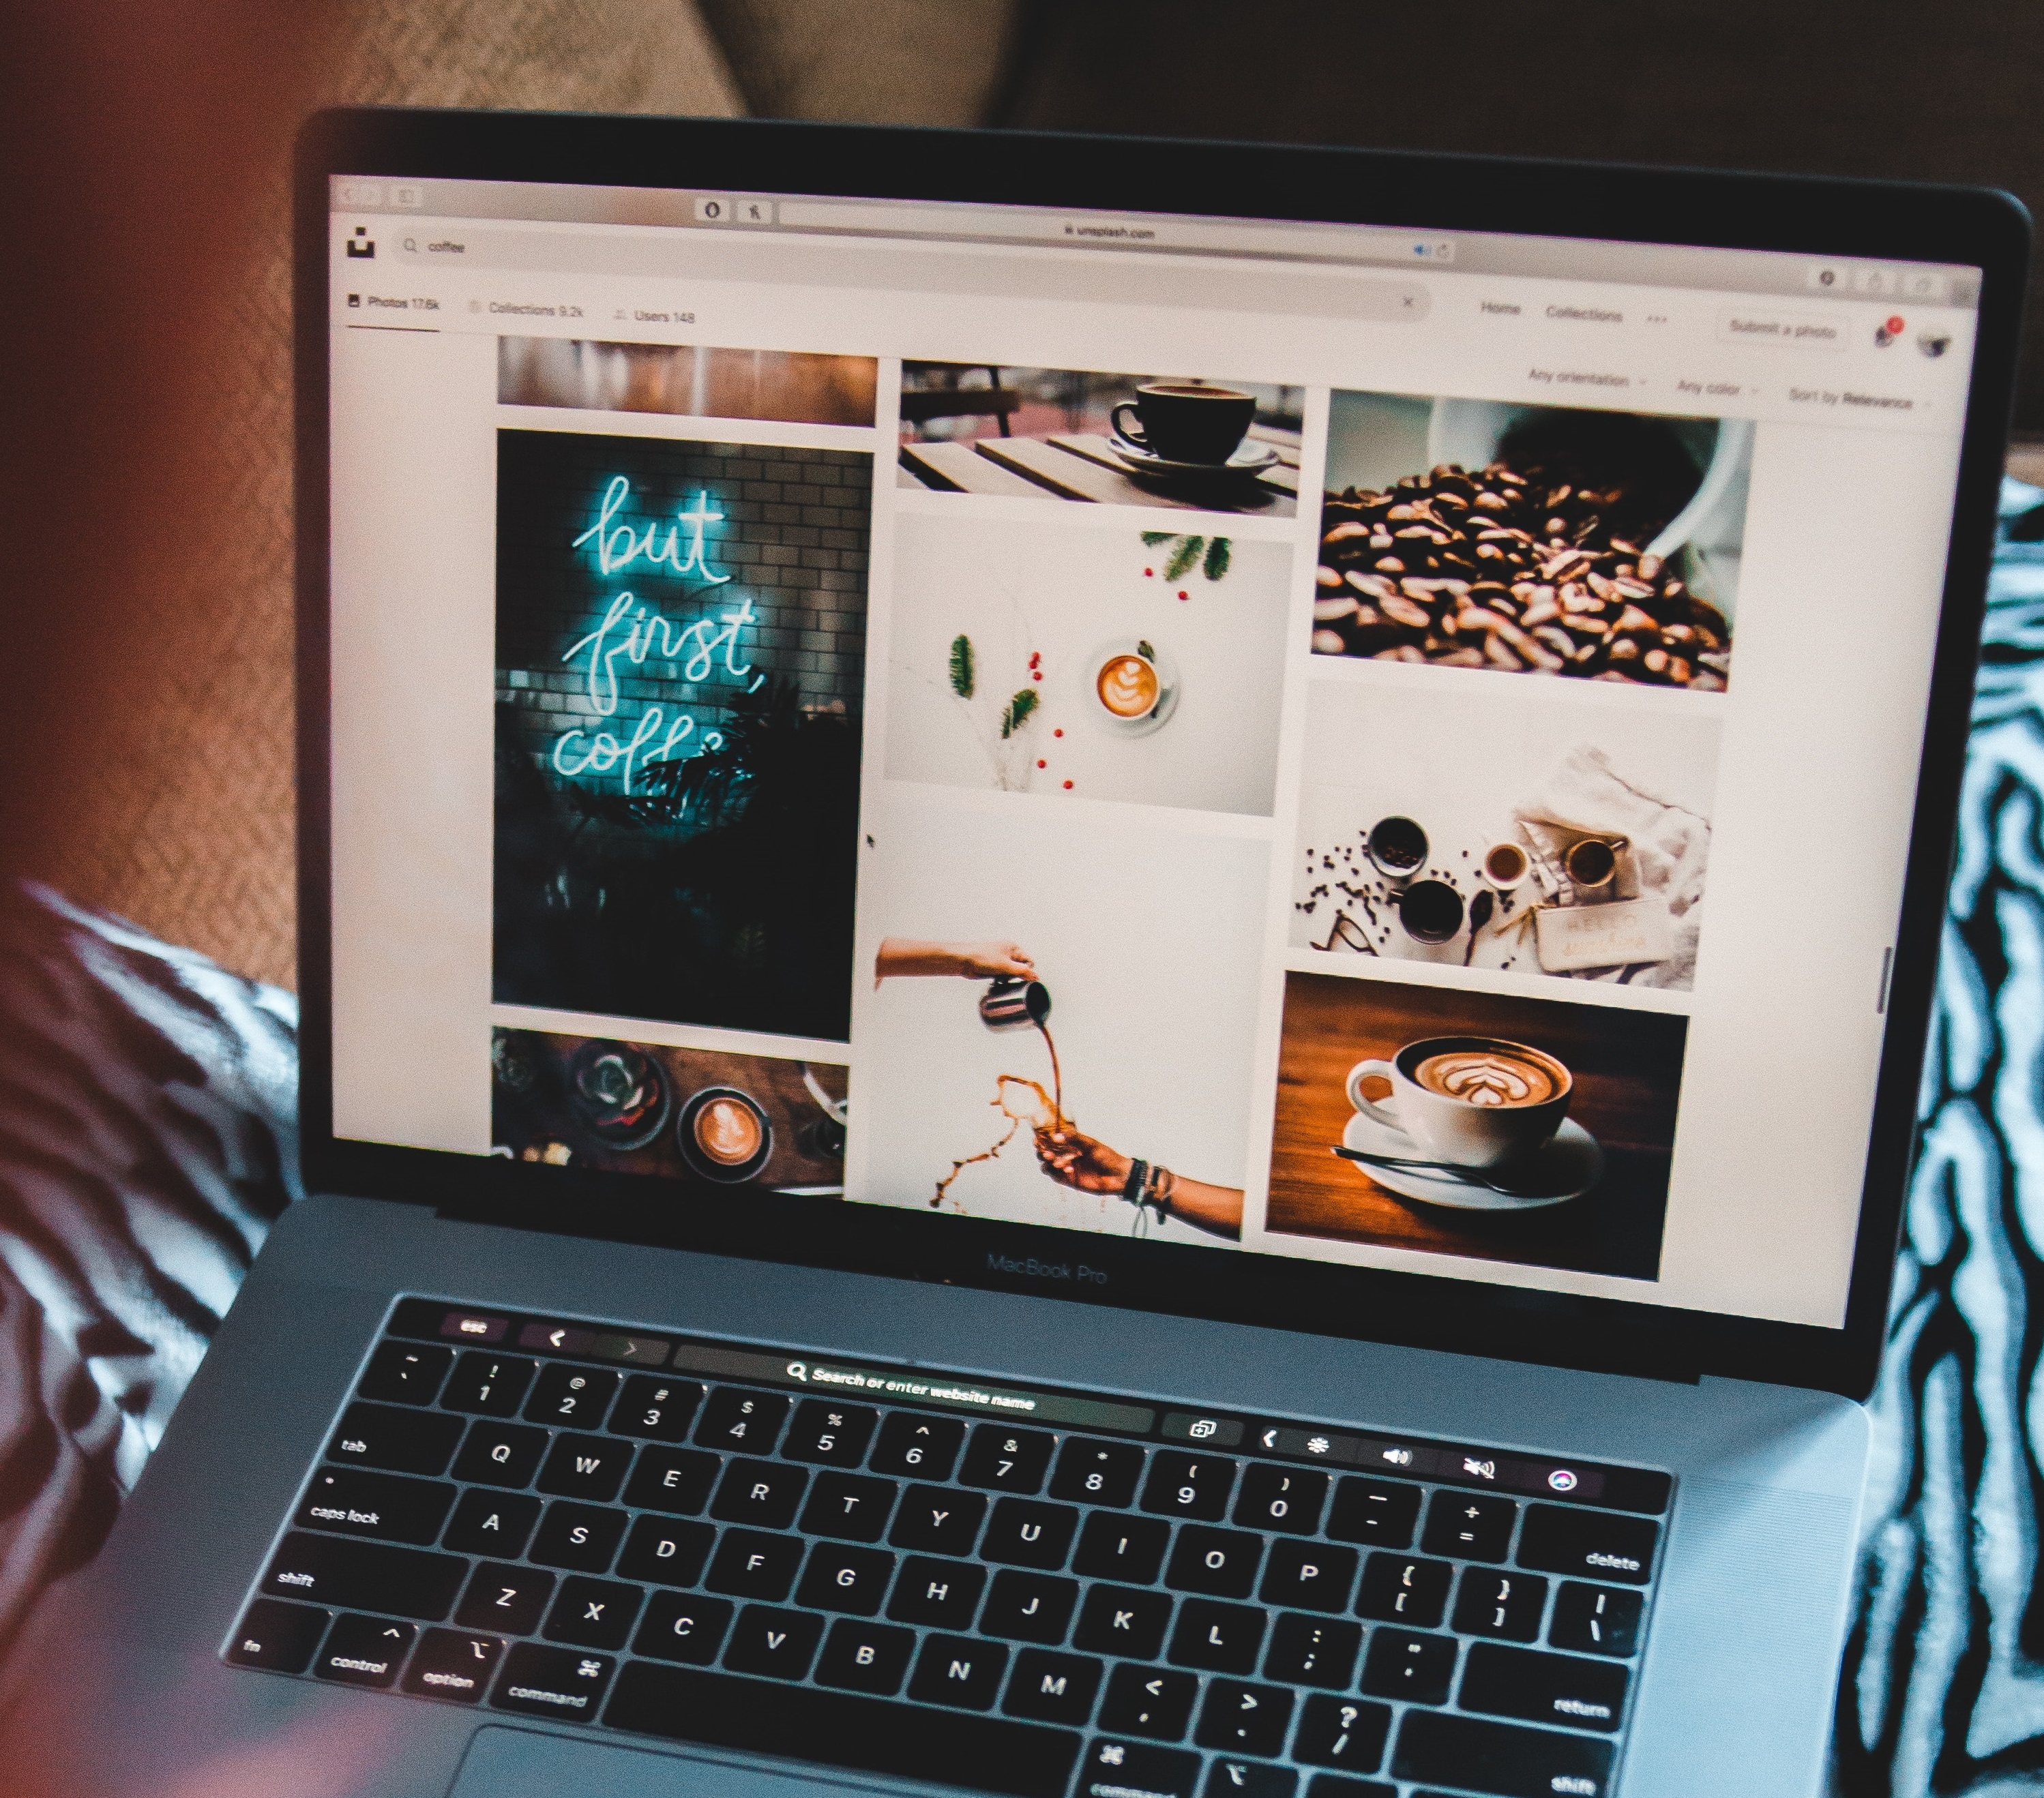 unsplash.com
coffee
Photos 17.6k
Collections 9.2k
Users 148
Home
Collections
Submit a photo
Any orientation
Any color
Sort by Relevance
but
first,
HELLO
sunshine
MacBook Pro
esc
Search or enter website name
~ ! @ # $ % ^ & * ( ) — +
` 1 2 3 4 5 6 7 8 9 0 - = delete
tab Q W E R T Y U I O P { [ } ] | \
caps lock A S D F G H J K L : ; " ' return
shift Z X C V B N M < , > . ? / shift
fn control option command command